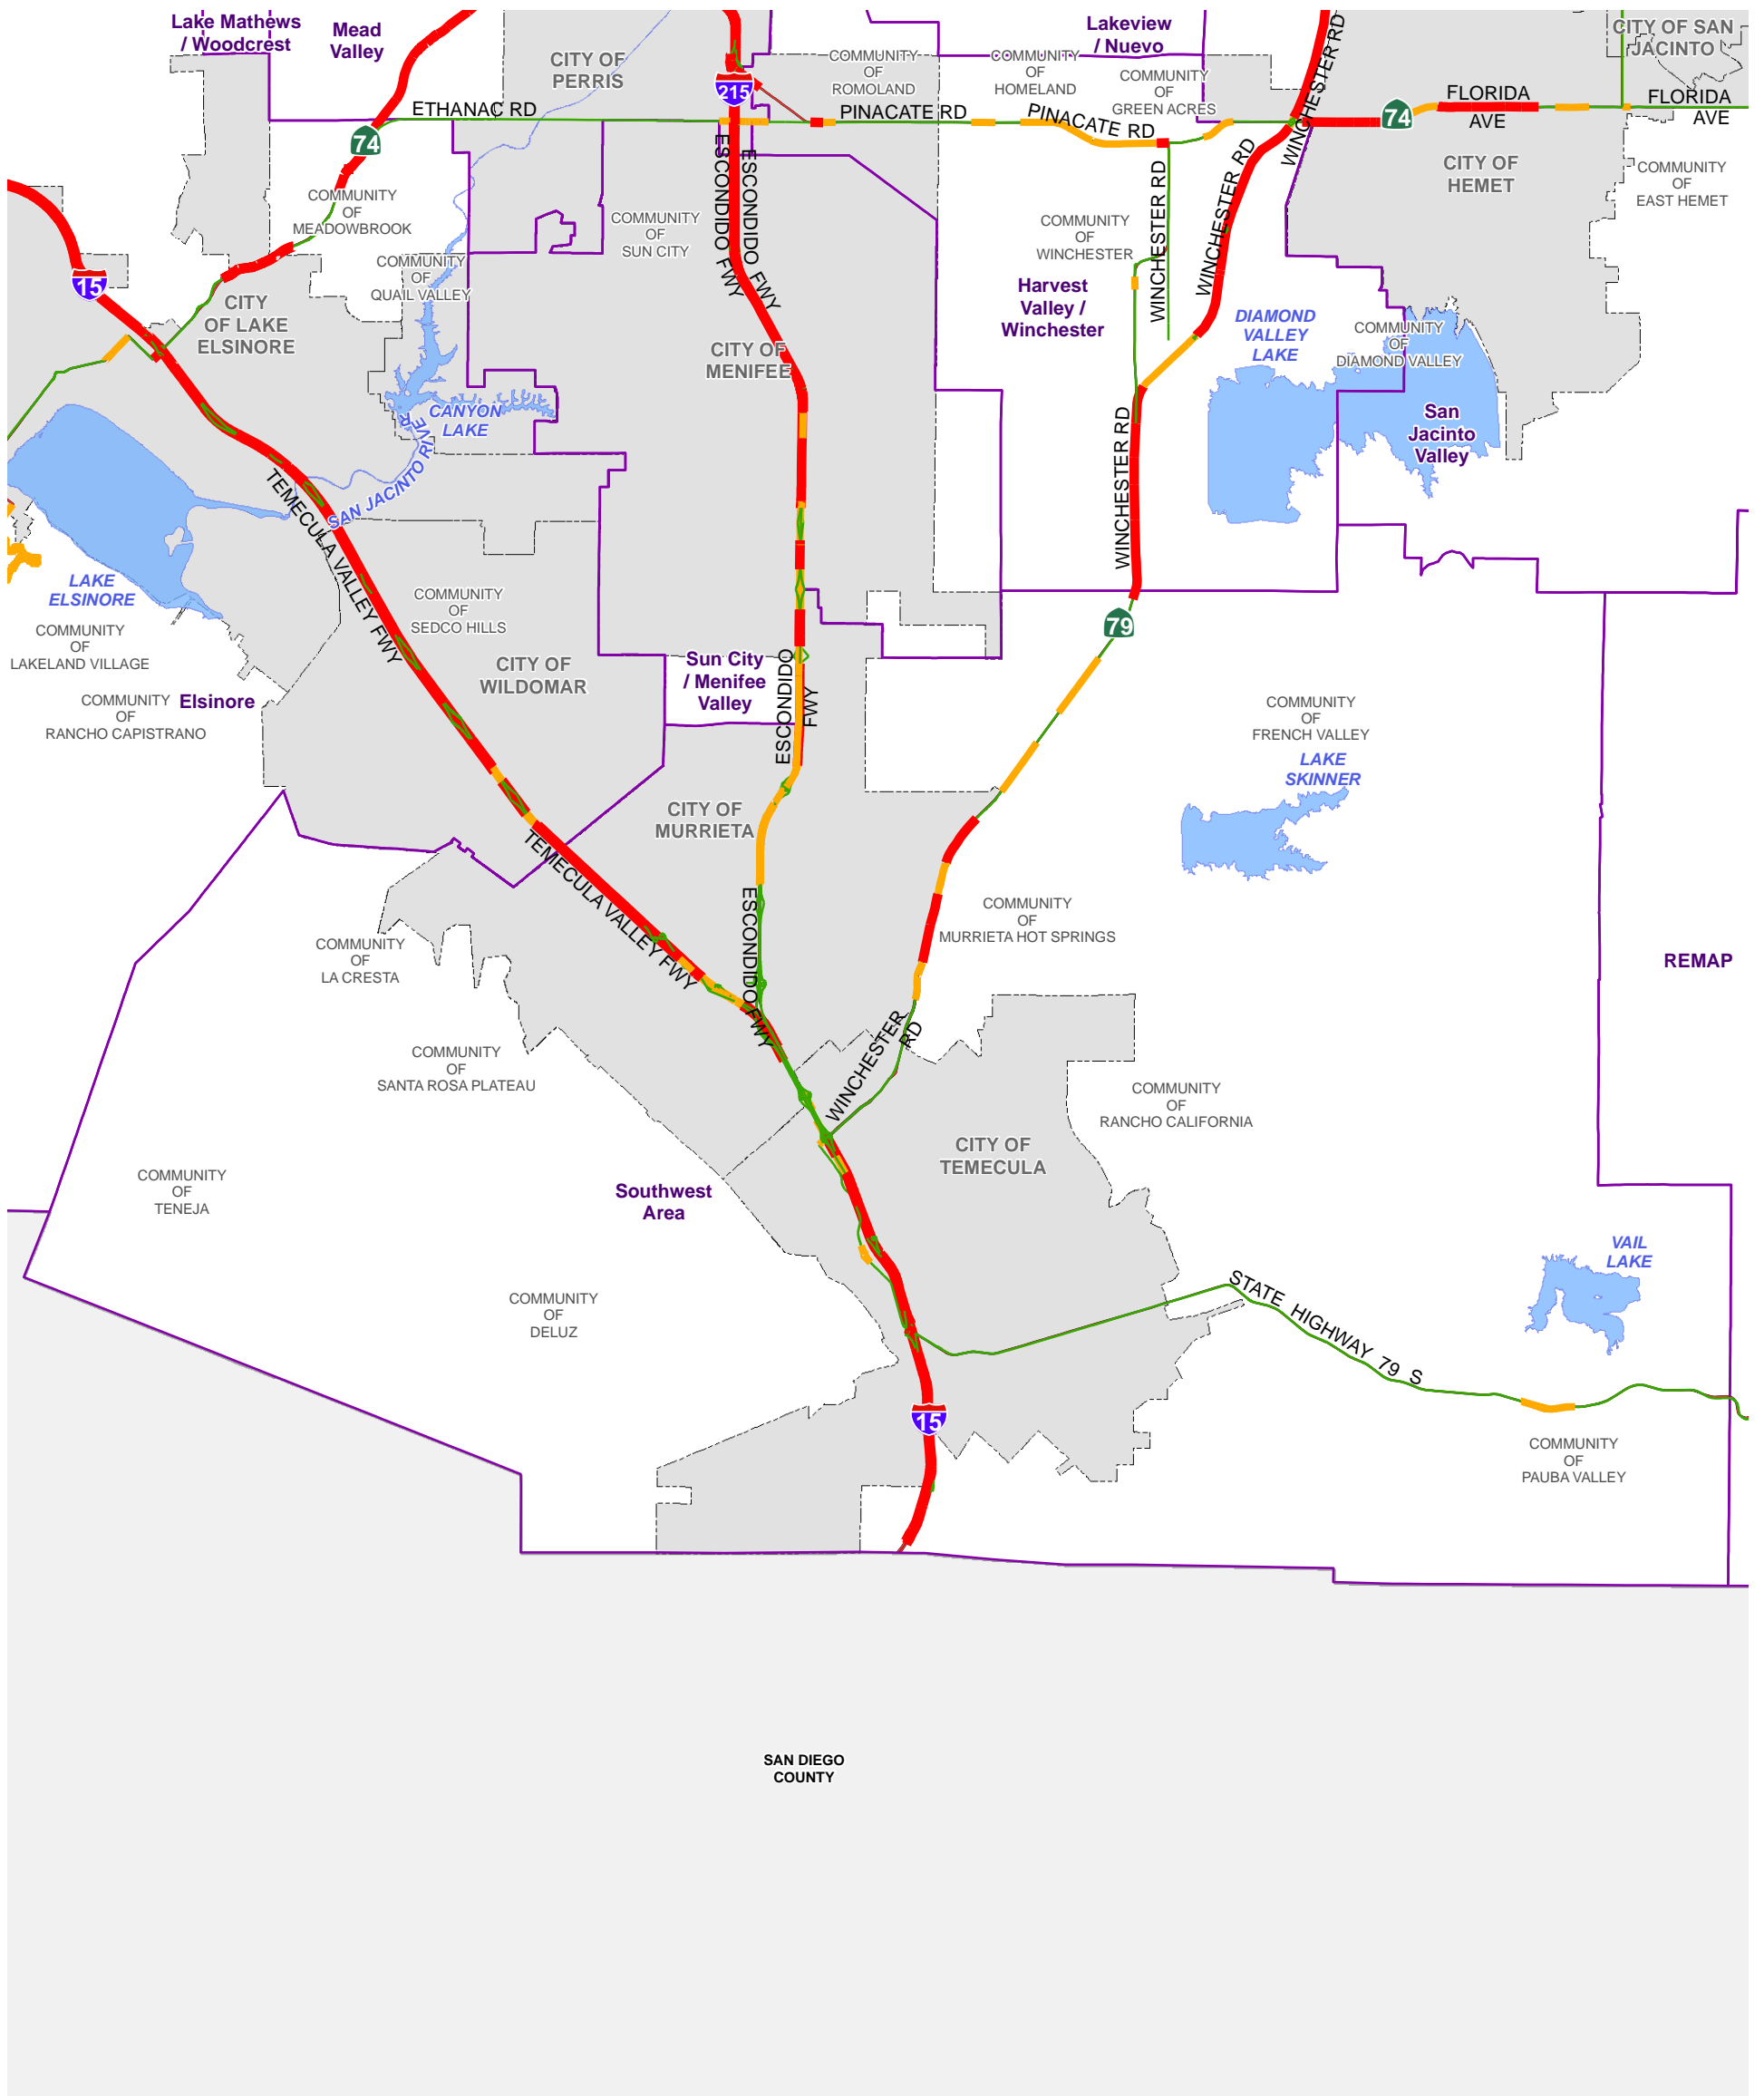 Lake Mathews
/ Woodcrest
Mead
Valley
CITY OF
PERRIS
215
COMMUNITY
OF
ROMOLAND
COMMUNITY
OF
HOMELAND
Lakeview
/ Nuevo
COMMUNITY
OF
GREEN ACRES
WINCHESTER RD
CITY OF SAN
JACINTO
ETHANAC RD
PINACATE RD
PINACATE RD
74
74
FLORIDA
AVE
FLORIDA
AVE
WINCHESTER RD
CITY OF
HEMET
COMMUNITY
OF
EAST HEMET
COMMUNITY
OF
MEADOWBROOK
COMMUNITY
OF
SUN CITY
ESCONDIDO FWY
ESCONDIDO FWY
COMMUNITY
OF
WINCHESTER
WINCHESTER RD
WINCHESTER RD
15
COMMUNITY
OF
QUAIL VALLEY
CITY
OF LAKE
ELSINORE
Harvest
Valley /
Winchester
DIAMOND
VALLEY
LAKE
COMMUNITY
OF
DIAMOND VALLEY
CITY OF
MENIFEE
CANYON
LAKE
San
Jacinto
Valley
SAN JACINTO RIVER
WINCHESTER RD
TEMECULA VALLEY FWY
LAKE
ELSINORE
COMMUNITY
OF
SEDCO HILLS
79
COMMUNITY
OF
LAKELAND VILLAGE
CITY OF
WILDOMAR
Sun City
/ Menifee
Valley
ESCONDIDO
FWY
Elsinore
COMMUNITY
OF
RANCHO CAPISTRANO
COMMUNITY
OF
FRENCH VALLEY
LAKE
SKINNER
CITY OF
MURRIETA
TEMECULA VALLEY FWY
ESCONDIDO FWY
COMMUNITY
OF
MURRIETA HOT SPRINGS
COMMUNITY
OF
LA CRESTA
REMAP
WINCHESTER
RD
COMMUNITY
OF
SANTA ROSA PLATEAU
COMMUNITY
OF
RANCHO CALIFORNIA
CITY OF
TEMECULA
COMMUNITY
OF
TENEJA
Southwest
Area
VAIL
LAKE
STATE HIGHWAY 79 S
COMMUNITY
OF
DELUZ
15
COMMUNITY
OF
PAUBA VALLEY
SAN DIEGO
COUNTY